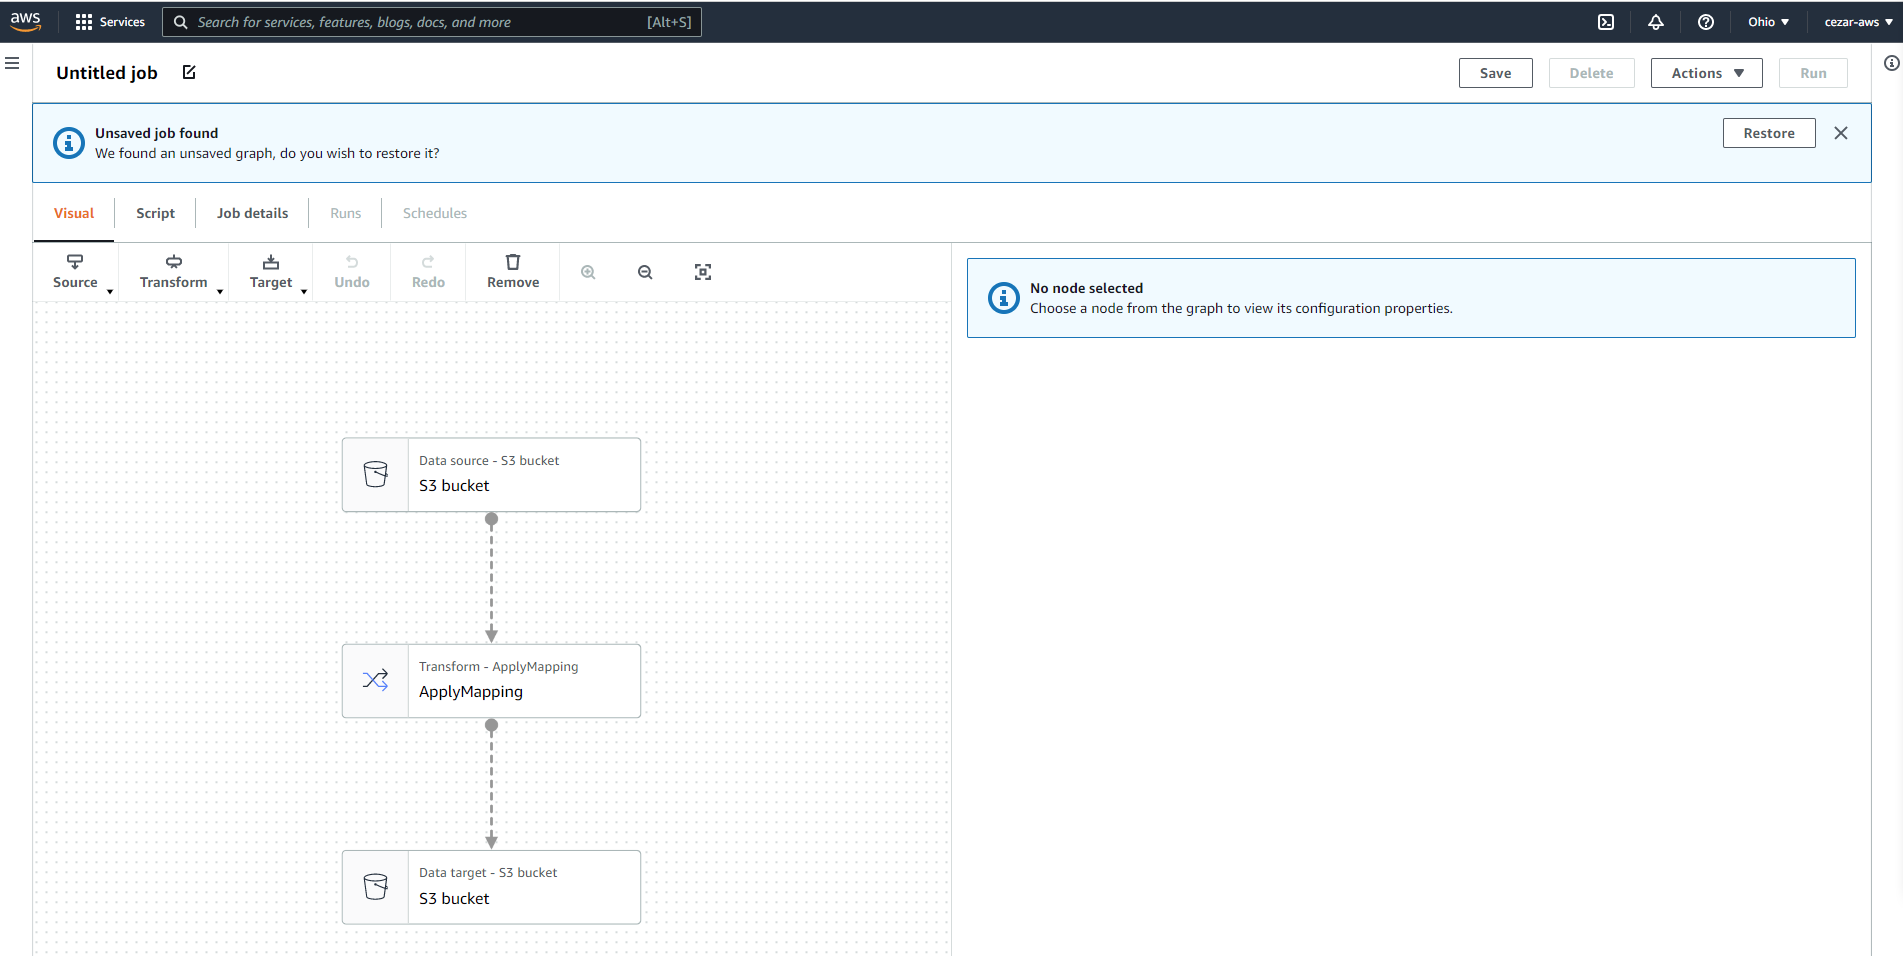 aws Services Search for services, features, blogs, docs, and more [Alt+S] Ohio cezar-aws
Untitled job Save Delete Actions Run
Unsaved job found
We found an unsaved graph, do you wish to restore it?
Restore
Visual Script Job details Runs Schedules
Source Transform Target Undo Redo Remove
No node selected
Choose a node from the graph to view its configuration properties.
Data source - S3 bucket
S3 bucket
Transform - ApplyMapping
ApplyMapping
Data target - S3 bucket
S3 bucket